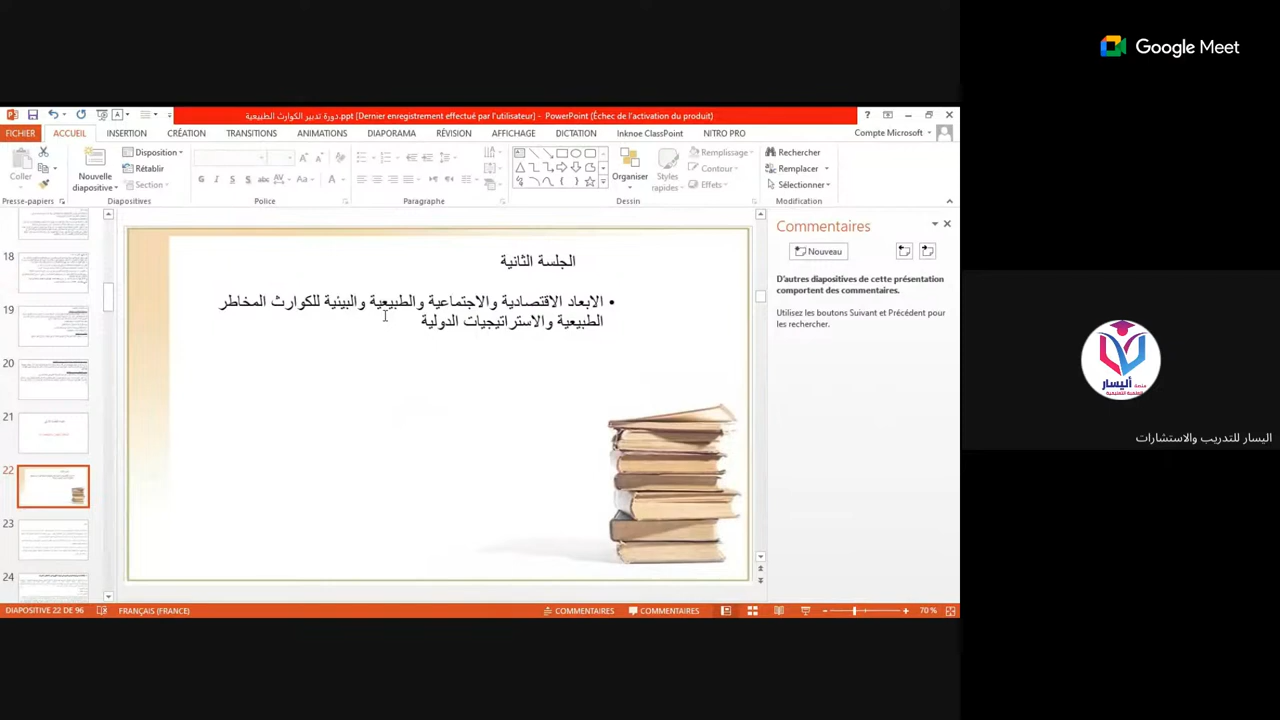 Google Meet
دورة تدبير الكوارث الطبيعية.ppt [Dernier enregistrement effectué par l'utilisateur] - PowerPoint (Échec de l'activation du produit)
FICHIER ACCUEIL INSERTION CRÉATION TRANSITIONS ANIMATIONS DIAPORAMA RÉVISION AFFICHAGE DICTATION Inknoe ClassPoint NITRO PRO Compte Microsoft
Coller
Nouvelle diapositive
Disposition
Rétablir
Section
Organiser
Styles rapides
Remplissage
Contour
Effets
Rechercher
Remplacer
Sélectionner
Presse-papiers Diapositives Police Paragraphe Dessin Modification
18
19
20
21
22
23
24
الجلسة الثانية
• الابعاد الاقتصادية والاجتماعية والطبيعية والبيئية للكوارث المخاطر
الطبيعية والاستراتيجيات الدولية
Commentaires
Nouveau
D'autres diapositives de cette présentation
comportent des commentaires.
Utilisez les boutons Suivant et Précédent pour
les rechercher.
منصة
أليسار
اليسار للتدريب والاستشارات
DIAPOSITIVE 22 DE 96 FRANÇAIS (FRANCE) COMMENTAIRES COMMENTAIRES 70 %